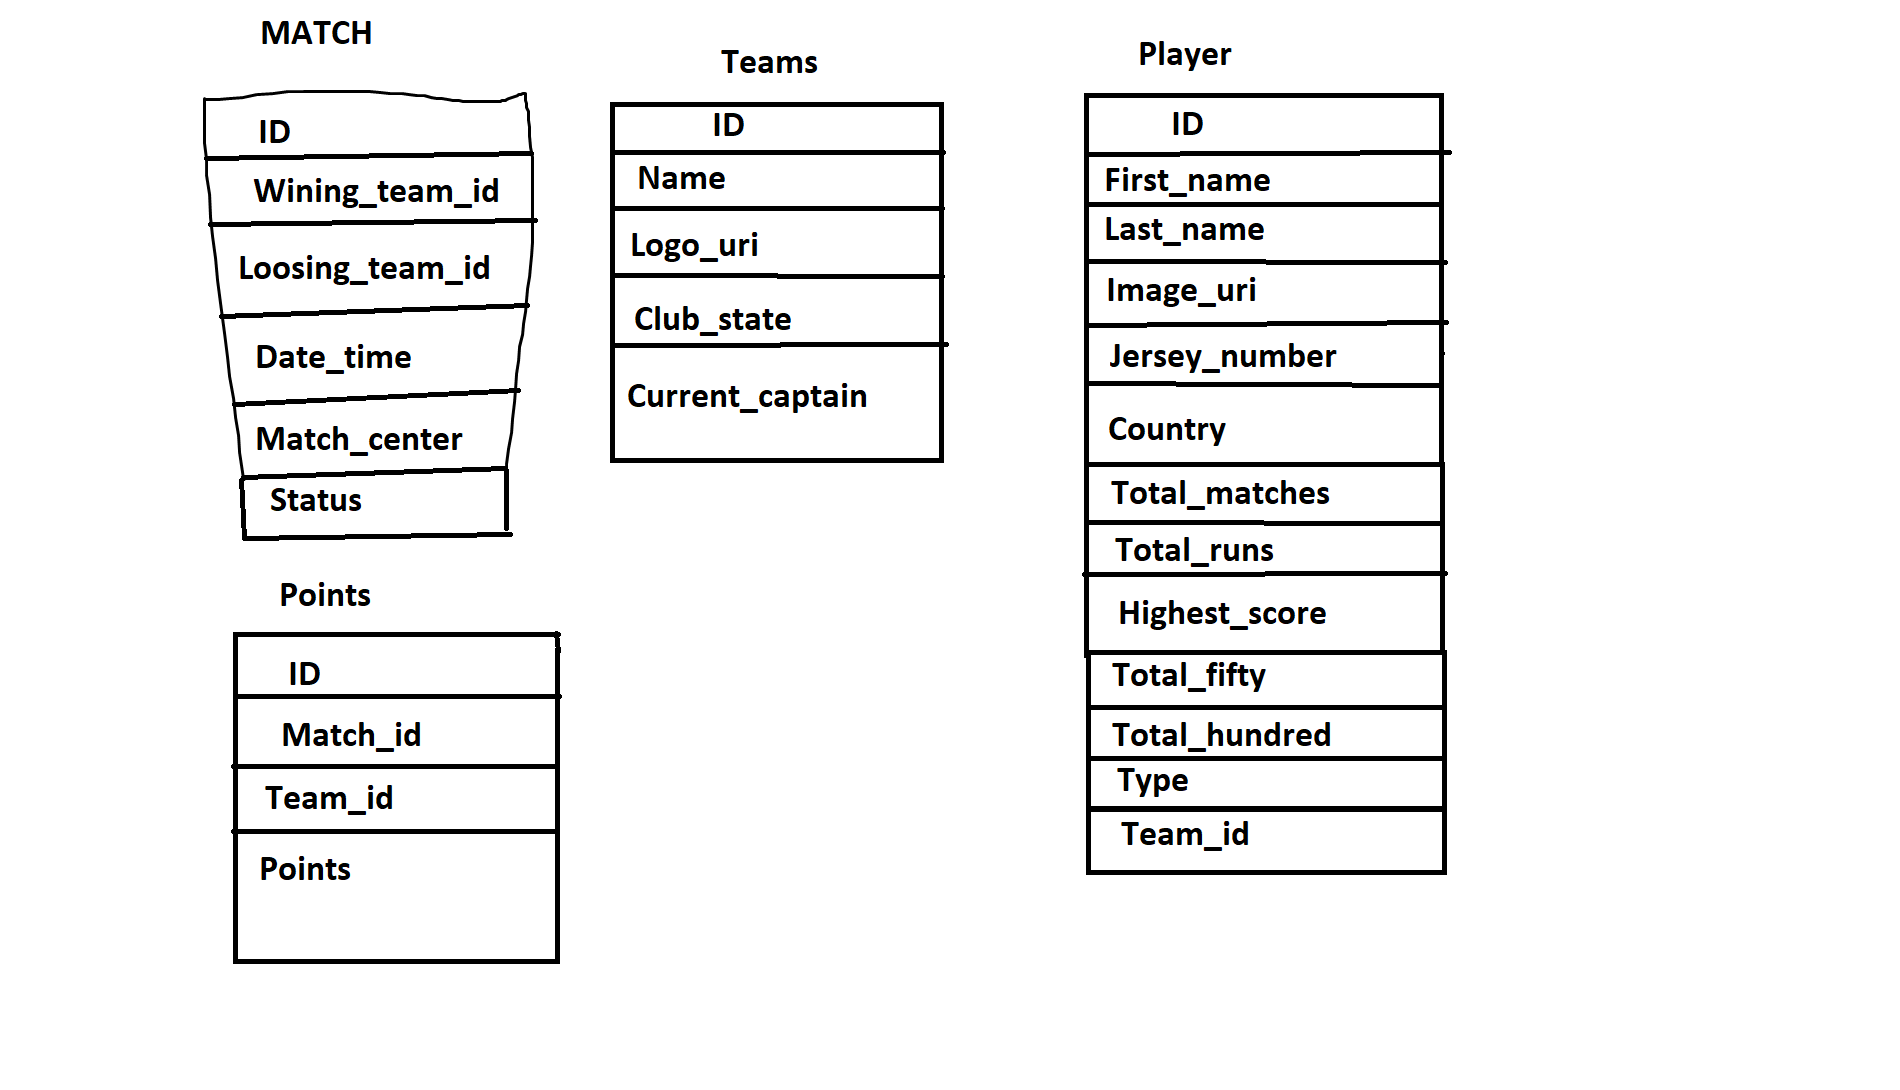 MATCH
ID
Wining_team_id
Loosing_team_id
Date_time
Match_center
Status
Points
ID
Match_id
Team_id
Points
Teams
ID
Name
Logo_uri
Club_state
Current_captain
Player
ID
First_name
Last_name
Image_uri
Jersey_number
Country
Total_matches
Total_runs
Highest_score
Total_fifty
Total_hundred
Type
Team_id